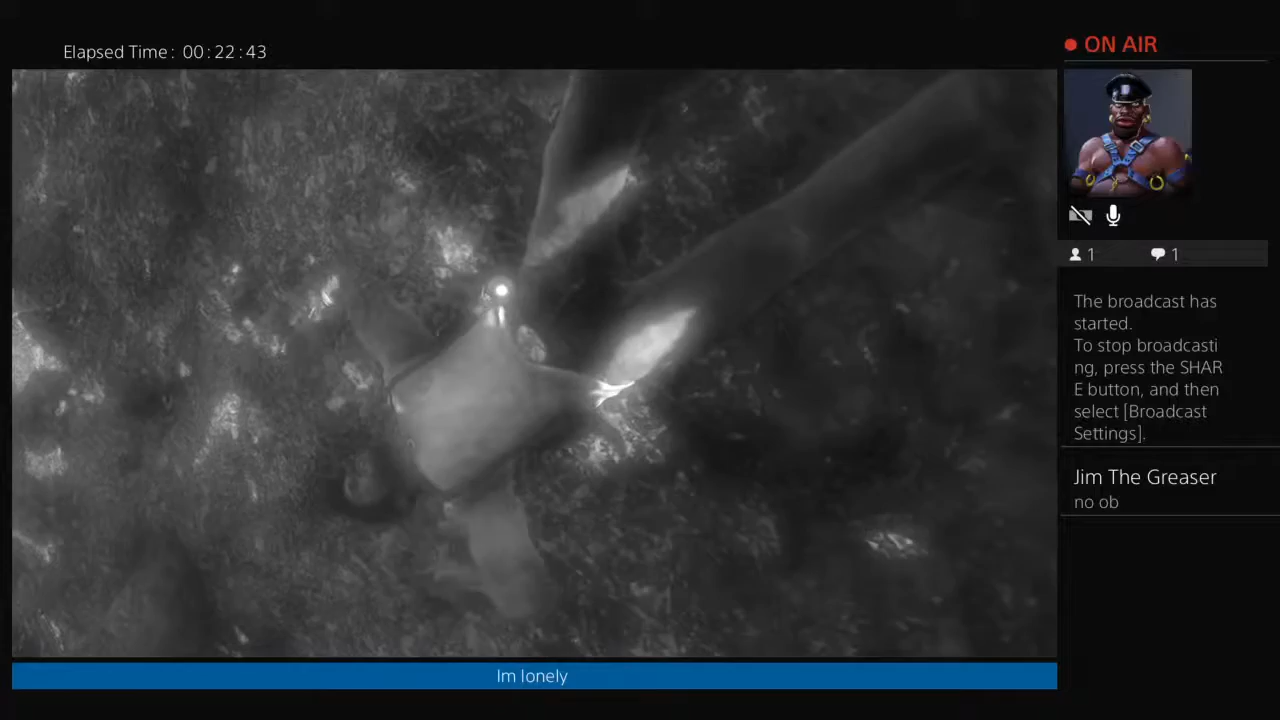 Elapsed Time: 00:22:43
ON AIR
1
1
The broadcast has
started.
To stop broadcasti
ng, press the SHAR
E button, and then
select [Broadcast
Settings].
Jim The Greaser
no ob
Im lonely